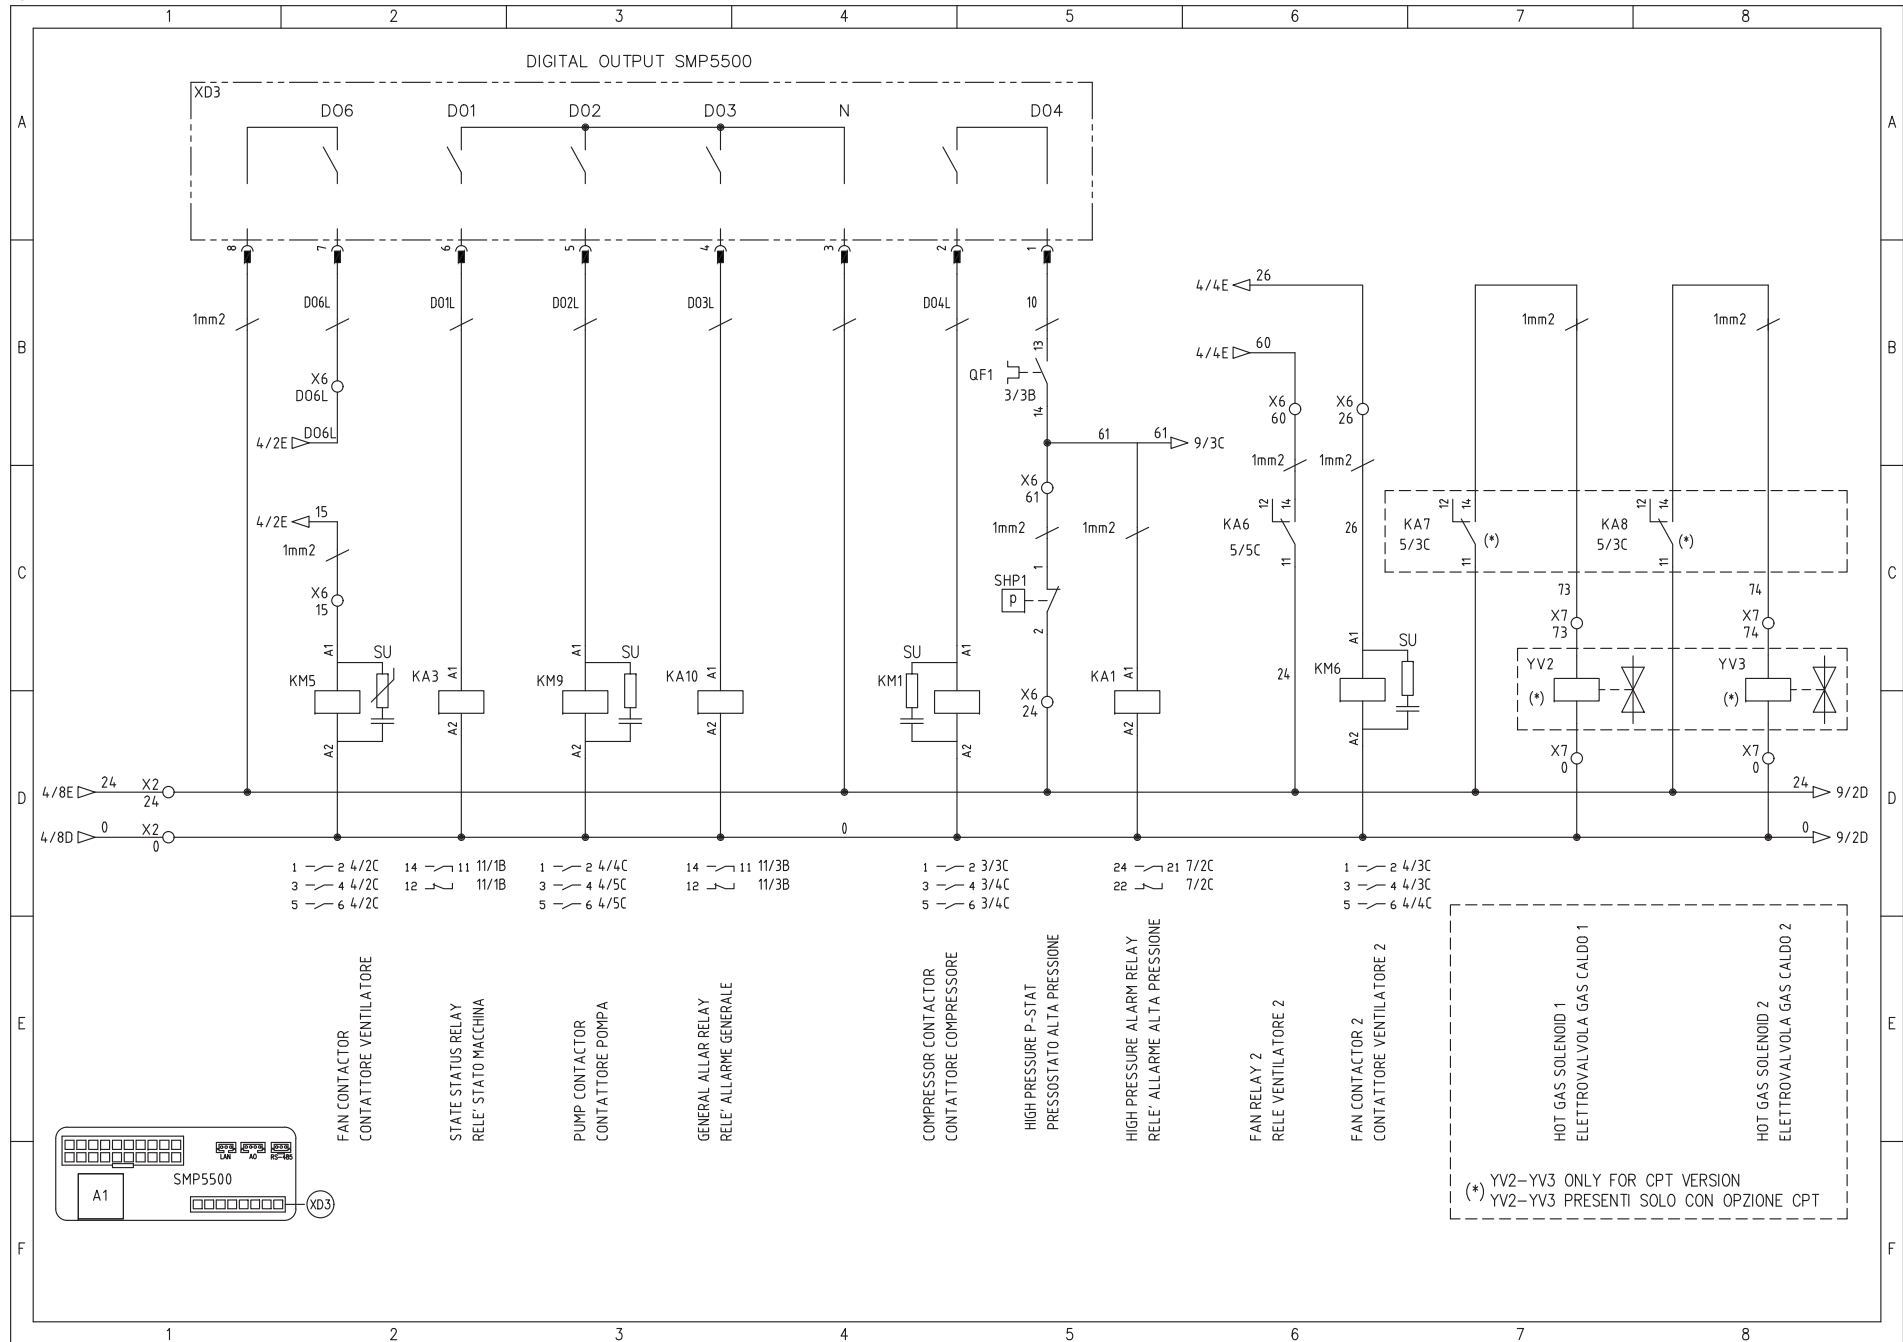 1 2 3 4 5 6 7 8
DIGITAL OUTPUT SMP5500
XD3
DO6 DO1 DO2 DO3 N DO4
A A
8 7 6 5 4 3 2 1
DO6L DO1L DO2L DO3L DO4L 10
1mm2
4/4E 26
1mm2 1mm2
B B
4/4E 60
13
QF1
3/3B
14
X6
DO6L
X6
60
X6
26
4/2E DO6L
61 61 9/3C
1mm2 1mm2
X6
61
4/2E 15
1mm2
1mm2 1mm2
12 14
KA6
5/5C
11
26
12 14
KA7
5/3C
(*)
11
12 14
KA8
5/3C
(*)
11
C C
X6
15
1
SHP1
P
2
73
X7
73
74
X7
74
A1 SU
KM5
A2
A1
KA3
A2
A1 SU
KM9
A2
A1
KA10
A2
SU A1
KM1
A2
X6
24
A1
KA1
A2
24
A1 SU
KM6
A2
YV2
(*)
YV3
(*)
X7
0
X7
0
D D
4/8E 24 X2
24
24 9/2D
4/8D 0 X2
0
0
0 9/2D
1 2 4/2C
3 4 4/2C
5 6 4/2C
14 11 11/1B
12 11/1B
1 2 4/4C
3 4 4/5C
5 6 4/5C
14 11 11/3B
12 11/3B
1 2 3/3C
3 4 3/4C
5 6 3/4C
24 21 7/2C
22 7/2C
1 2 4/3C
3 4 4/3C
5 6 4/4C
E E
FAN CONTACTOR
CONTATTORE VENTILATORE
STATE STATUS RELAY
RELE' STATO MACCHINA
PUMP CONTACTOR
CONTATTORE POMPA
GENERAL ALLAR RELAY
RELE' ALLARME GENERALE
COMPRESSOR CONTACTOR
CONTATTORE COMPRESSORE
HIGH PRESSURE P-STAT
PRESSOSTATO ALTA PRESSIONE
HIGH PRESSURE ALARM RELAY
RELE' ALLARME ALTA PRESSIONE
FAN RELAY 2
RELE VENTILATORE 2
FAN CONTACTOR 2
CONTATTORE VENTILATORE 2
HOT GAS SOLENOID 1
ELETTROVALVOLA GAS CALDO 1
HOT GAS SOLENOID 2
ELETTROVALVOLA GAS CALDO 2
LAN AO RS-485
SMP5500
A1
XD3
(*) YV2-YV3 ONLY FOR CPT VERSION
YV2-YV3 PRESENTI SOLO CON OPZIONE CPT
F F
1 2 3 4 5 6 7 8